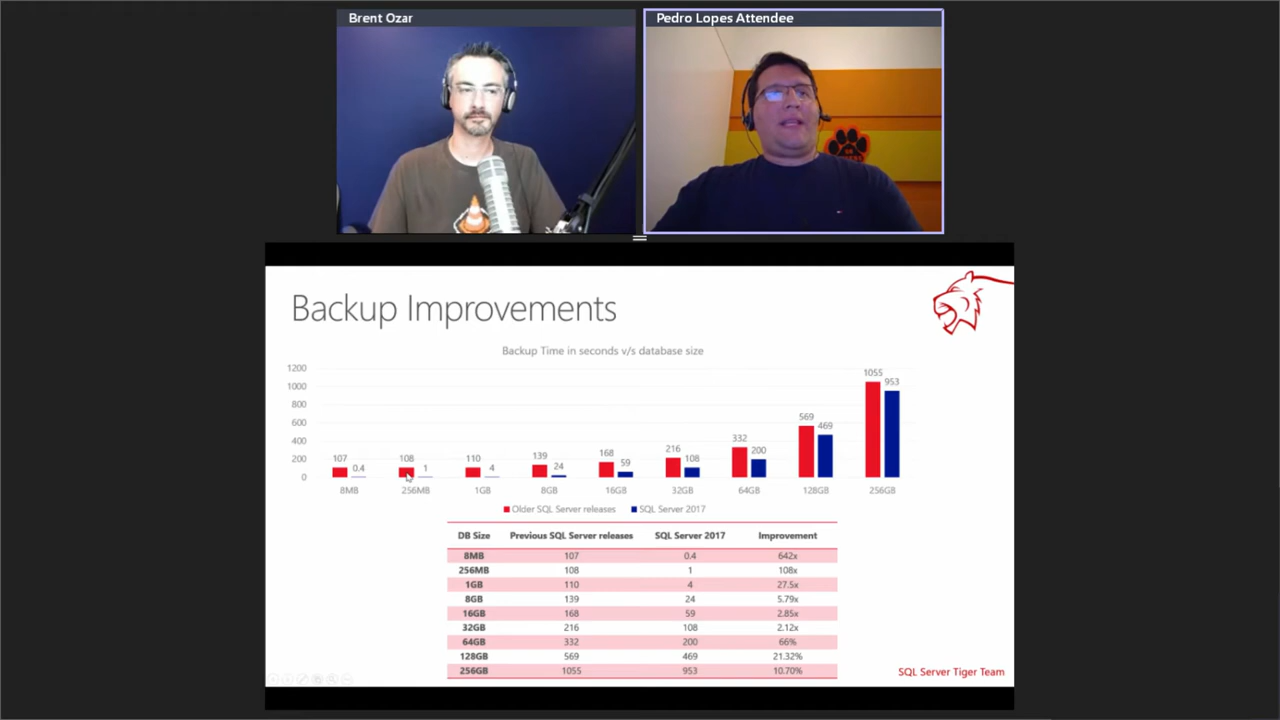 Brent Ozar
Pedro Lopes Attendee
Backup Improvements
Backup Time in seconds v/s database size
1200
1000
800
600
400
200
0
107 0.4
108 1
110 4
139 24
168 59
216 108
332 200
569 469
1055 953
8MB 256MB 1GB 8GB 16GB 32GB 64GB 128GB 256GB
Older SQL Server releases SQL Server 2017
DB Size Previous SQL Server releases SQL Server 2017 Improvement
8MB 107 0.4 642x
256MB 108 1 108x
1GB 110 4 27.5x
8GB 139 24 5.79x
16GB 168 59 2.85x
32GB 216 108 2.12x
64GB 332 200 66%
128GB 569 469 21.32%
256GB 1055 953 10.70%
SQL Server Tiger Team